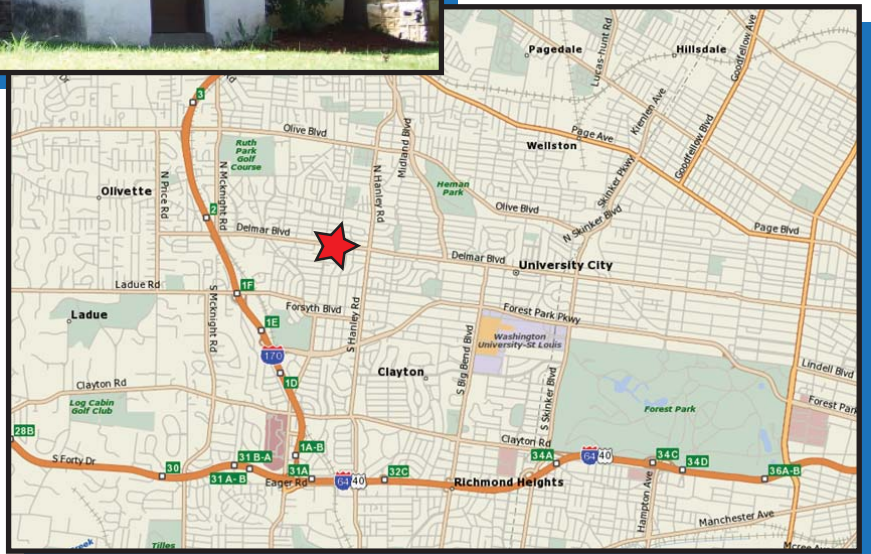 Pagedale
Hillsdale
Lucas-hunt Rd
Goodfellow Blvd
3
Olive Blvd
Midland Blvd
Kienlen Ave
Page Ave
Wellston
Goodfellow Blvd
Ruth
Park
Golf
Course
Olivette
N Price Rd
N Mcknight Rd
N Hanley Rd
Heman
Park
Skinker Pkwy
2
Olive Blvd
N Skinker Blvd
Page Blvd
Delmar Blvd
Delmar Blvd
University City
Ladue Rd
1F
Forsyth Blvd
Forest Park Pkwy
Ladue
S Mcknight Rd
1E
S Hanley Rd
Washington
University-St Louis
170
Clayton
S Big Bend Blvd
Lindell Blvd
1D
Clayton Rd
Log Cabin
Golf Club
S Skinker Blvd
Forest Park
Forest Park
28B
Clayton Rd
1A-B
S Forty Dr
31 B-A
34A
64
40
34C
34D
30
31 A-B
31A
Eager Rd
64
40
32C
Richmond Heights
36A-B
Hampton Ave
Manchester Ave
Creek
Tilles